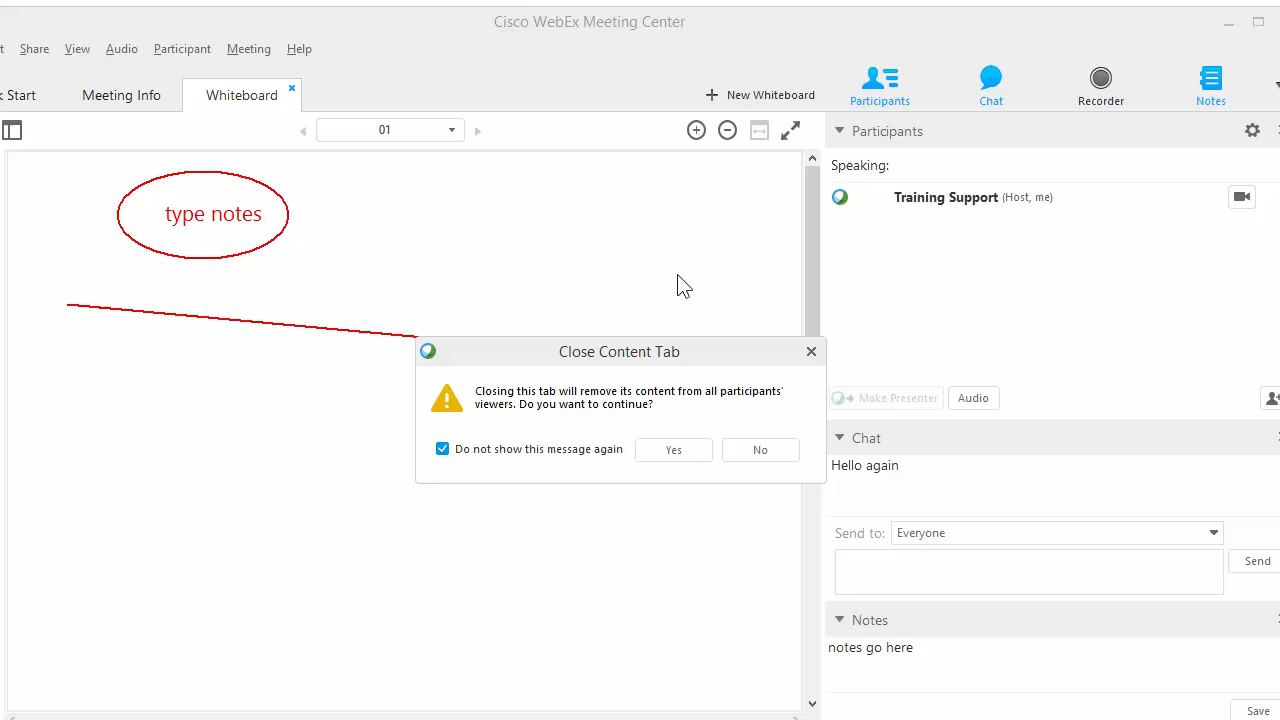 Cisco WebEx Meeting Center
t Share View Audio Participant Meeting Help
Participants Chat Recorder Notes
Start Meeting Info Whiteboard × + New Whiteboard
01
Participants
Speaking:
Training Support (Host, me)
type notes
Close Content Tab
Closing this tab will remove its content from all participants'
viewers. Do you want to continue?
Do not show this message again Yes No
Make Presenter Audio
Chat
Hello again
Send to: Everyone
Send
Notes
notes go here
Save